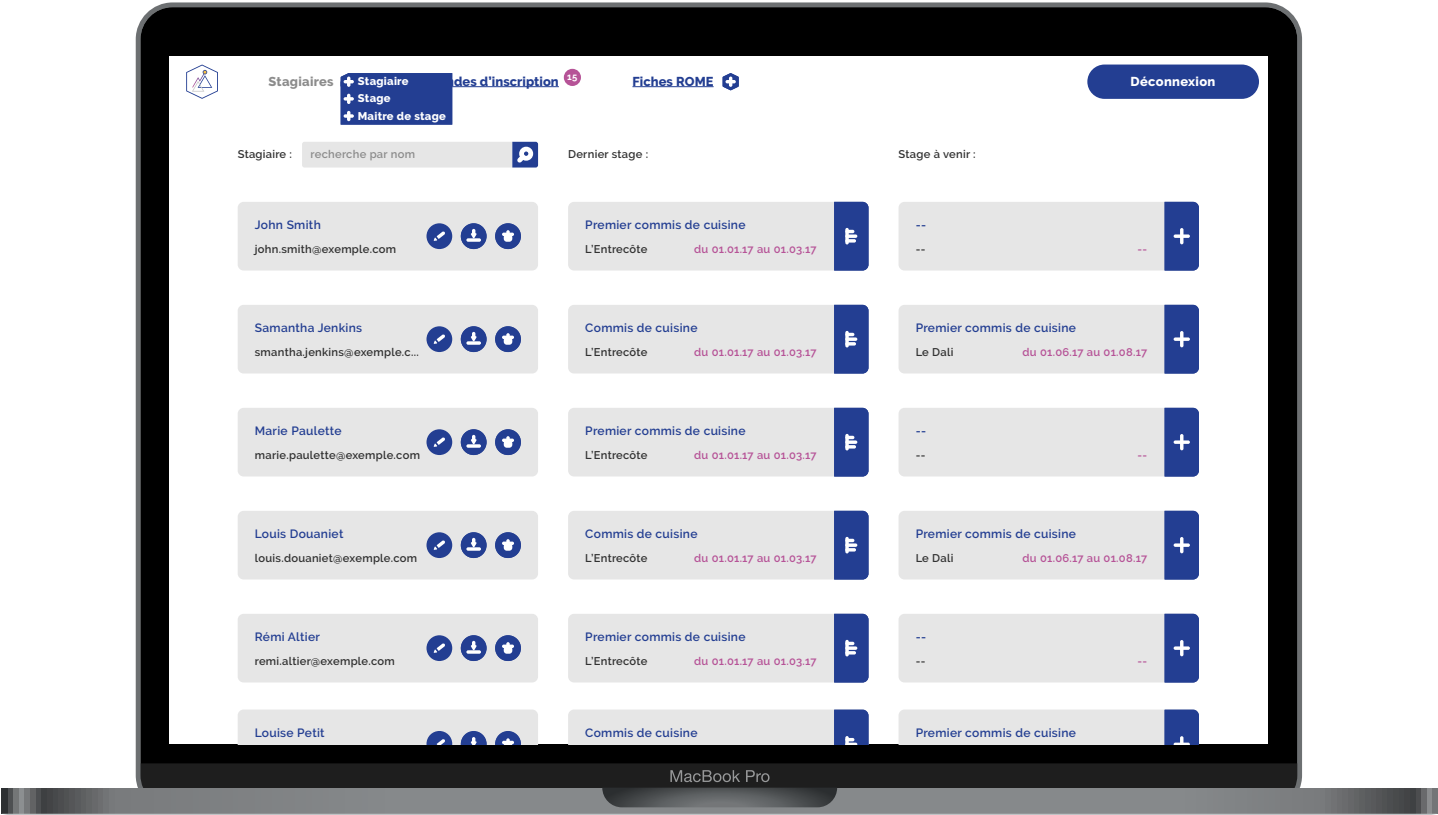 Stagiaires
Stagiaire
Stage
Maitre de stage
d'inscription 15
Fiches ROME
Déconnexion
Stagiaire :
recherche par nom
Dernier stage :
Stage à venir :
John Smith
john.smith@exemple.com
Premier commis de cuisine
L'Entrecôte du 01.01.17 au 01.03.17
--
-- --
Samantha Jenkins
smantha.jenkins@exemple.c...
Commis de cuisine
L'Entrecôte du 01.01.17 au 01.03.17
Premier commis de cuisine
Le Dali du 01.06.17 au 01.08.17
Marie Paulette
marie.paulette@exemple.com
Premier commis de cuisine
L'Entrecôte du 01.01.17 au 01.03.17
--
-- --
Louis Douaniet
louis.douaniet@exemple.com
Commis de cuisine
L'Entrecôte du 01.01.17 au 01.03.17
Premier commis de cuisine
Le Dali du 01.06.17 au 01.08.17
Rémi Altier
remi.altier@exemple.com
Premier commis de cuisine
L'Entrecôte du 01.01.17 au 01.03.17
--
-- --
Louise Petit
Commis de cuisine
Premier commis de cuisine
MacBook Pro